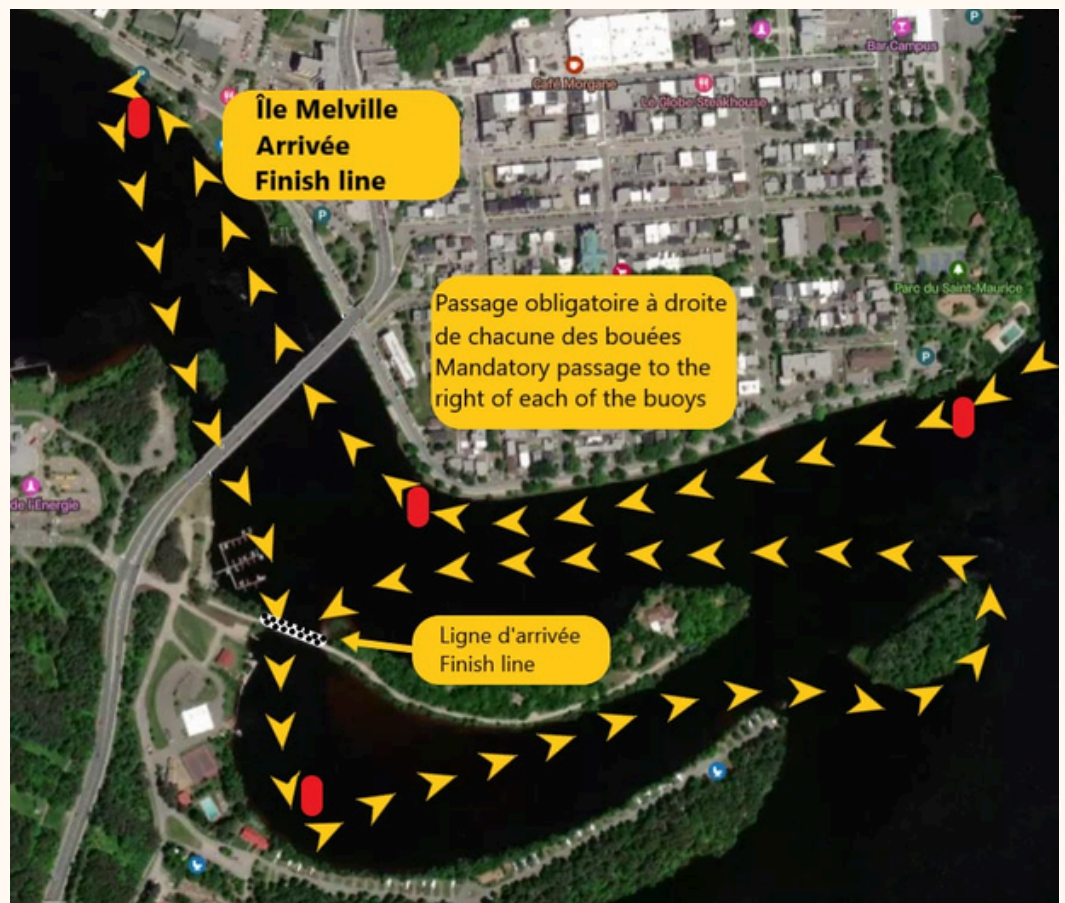 P
Bar Campus
Café Morgane
Le Globe Steakhouse
Île Melville
Arrivée
Finish line
P
Parc du Saint-Maurice
Passage obligatoire à droite
de chacune des bouées
Mandatory passage to the
right of each of the buoys
P
de l'Énergie
Ligne d'arrivée
Finish line